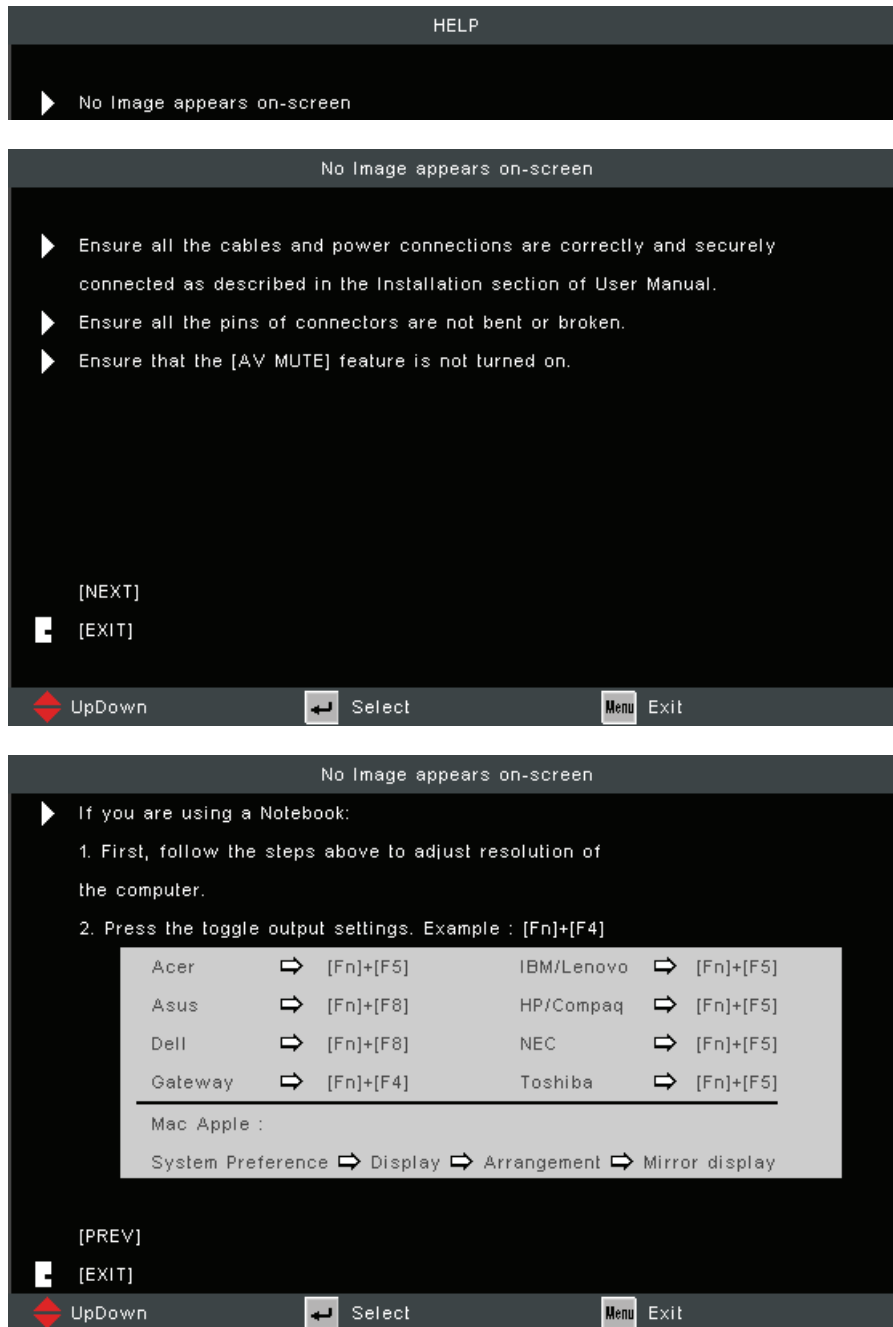 HELP
No Image appears on-screen
No Image appears on-screen
Ensure all the cables and power connections are correctly and securely
connected as described in the Installation section of User Manual.
Ensure all the pins of connectors are not bent or broken.
Ensure that the [AV MUTE] feature is not turned on.
[NEXT]
[EXIT]
UpDown Select Menu Exit
No Image appears on-screen
If you are using a Notebook:
1. First, follow the steps above to adjust resolution of
the computer.
2. Press the toggle output settings. Example : [Fn]+[F4]
Acer ⇨ [Fn]+[F5] IBM/Lenovo ⇨ [Fn]+[F5]
Asus ⇨ [Fn]+[F8] HP/Compaq ⇨ [Fn]+[F5]
Dell ⇨ [Fn]+[F8] NEC ⇨ [Fn]+[F5]
Gateway ⇨ [Fn]+[F4] Toshiba ⇨ [Fn]+[F5]
Mac Apple :
System Preference ⇨ Display ⇨ Arrangement ⇨ Mirror display
[PREV]
[EXIT]
UpDown Select Menu Exit